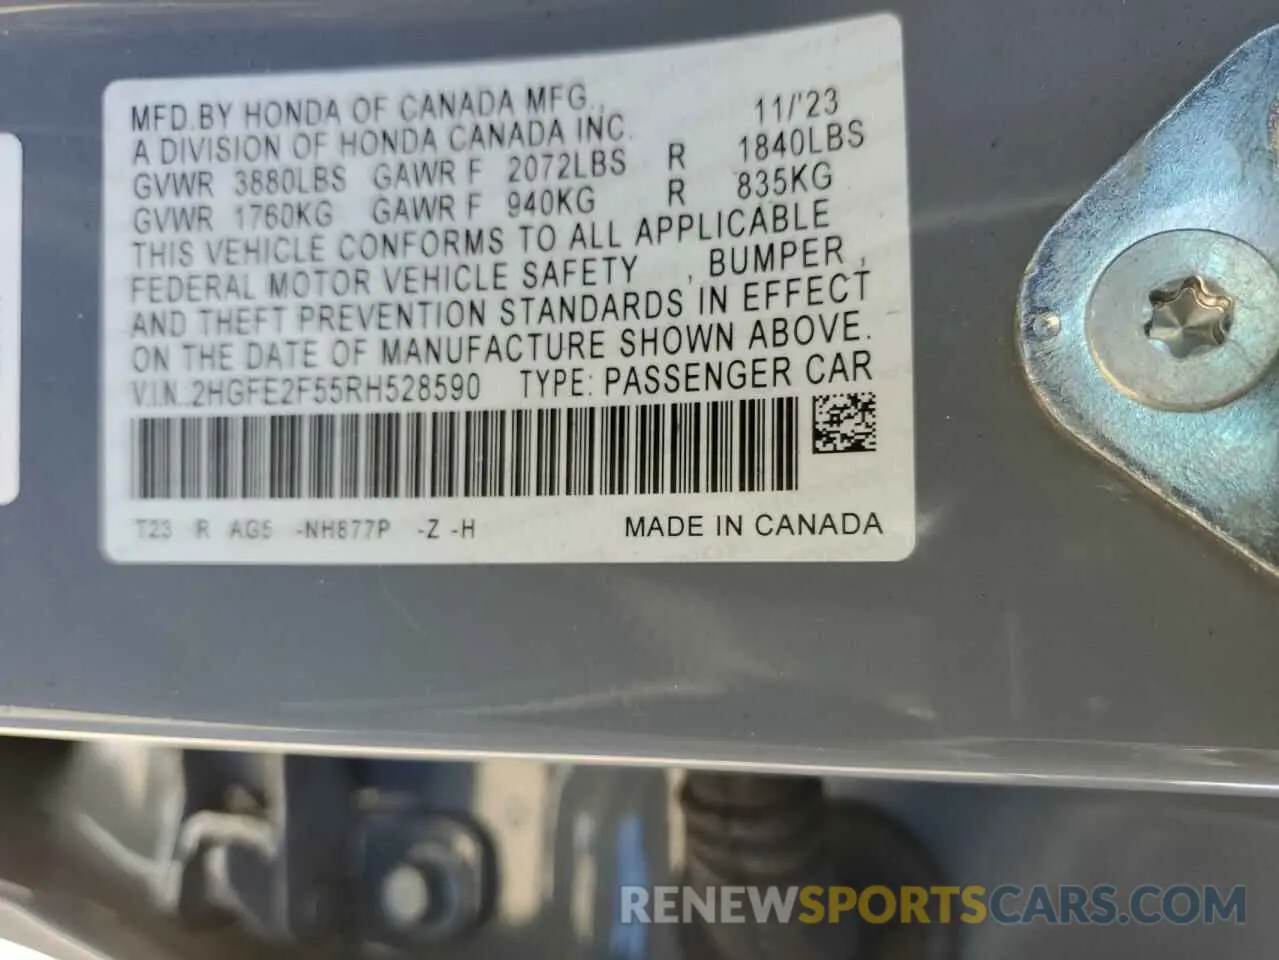 MFD.BY HONDA OF CANADA MFG., 11/'23
A DIVISION OF HONDA CANADA INC.
GVWR 3880LBS GAWR F 2072LBS R 1840LBS
GVWR 1760KG GAWR F 940KG R 835KG
THIS VEHICLE CONFORMS TO ALL APPLICABLE
FEDERAL MOTOR VEHICLE SAFETY , BUMPER ,
AND THEFT PREVENTION STANDARDS IN EFFECT
ON THE DATE OF MANUFACTURE SHOWN ABOVE.
V.I.N.:2HGFE2F55RH528590 TYPE: PASSENGER CAR
T23 R AG5 -NH877P -Z -H MADE IN CANADA
RENEWSPORTSCARS.COM